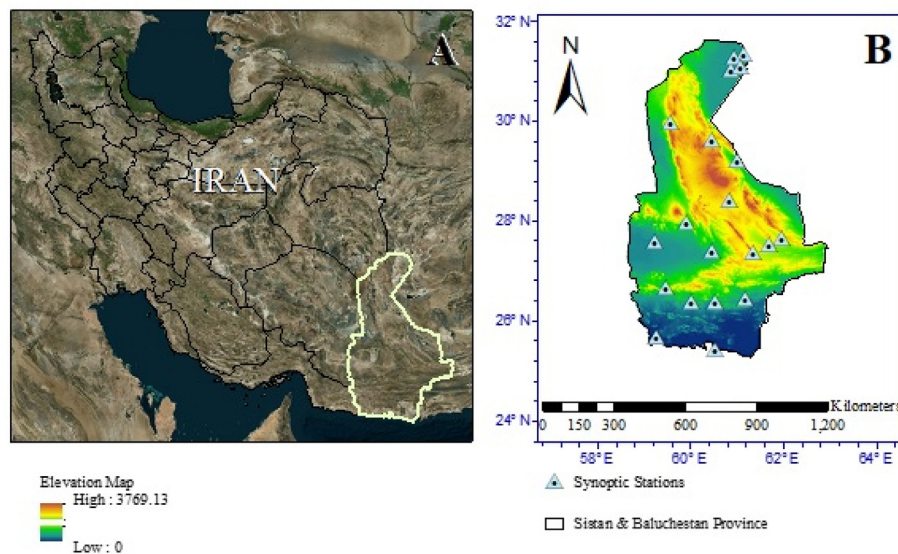 A
IRAN
B
N
32° N
30° N
28° N
26° N
24° N
Kilometers
0 150 300 600 900 1,200
58° E 60° E 62° E 64° E
Elevation Map
High : 3769.13
Low : 0
Synoptic Stations
Sistan & Baluchestan Province